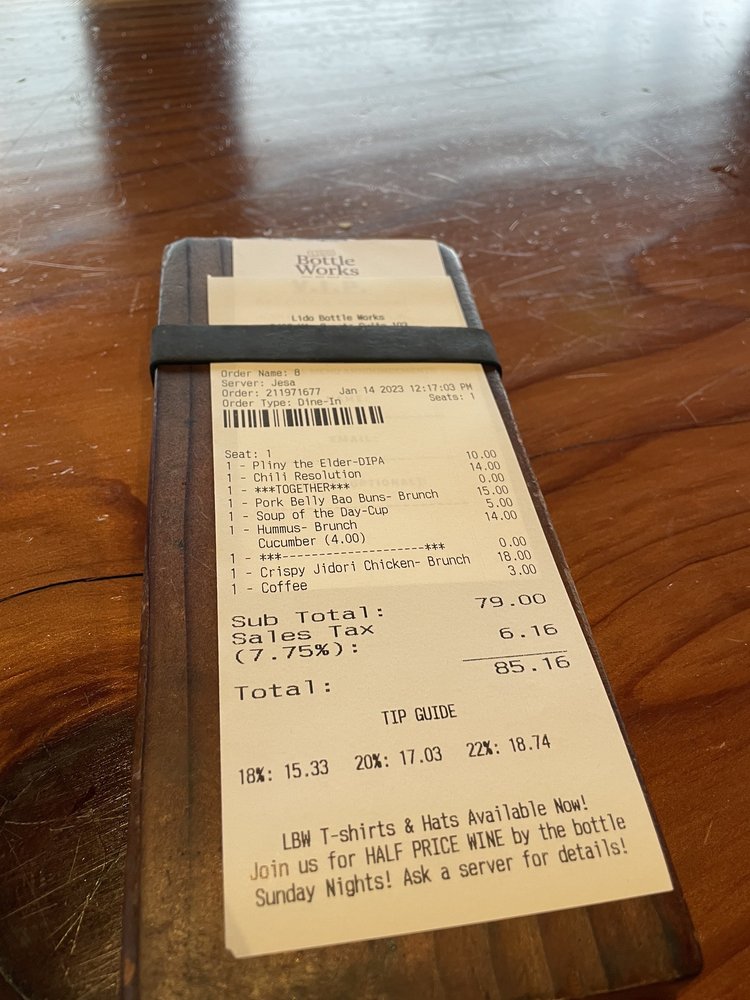 Bottle
Works
Lido Bottle Works
Order Name: 8
Server: Jesa
Order: 211971677 Jan 14 2023 12:17:03 PM
Order Type: Dine-In Seats: 1
Seat: 1
1 - Pliny the Elder-DIPA 10.00
1 - Chili Resolution 14.00
1 - ***TOGETHER*** 0.00
1 - Pork Belly Bao Buns- Brunch 15.00
1 - Soup of the Day-Cup 5.00
1 - Hummus- Brunch 14.00
Cucumber (4.00)
1 - ***--------------------*** 0.00
1 - Crispy Jidori Chicken- Brunch 18.00
1 - Coffee 3.00
Sub Total: 79.00
Sales Tax
(7.75%): 6.16
Total: 85.16
TIP GUIDE
18%: 15.33 20%: 17.03 22%: 18.74
LBW T-shirts & Hats Available Now!
Join us for HALF PRICE WINE by the bottle
Sunday Nights! Ask a server for details!